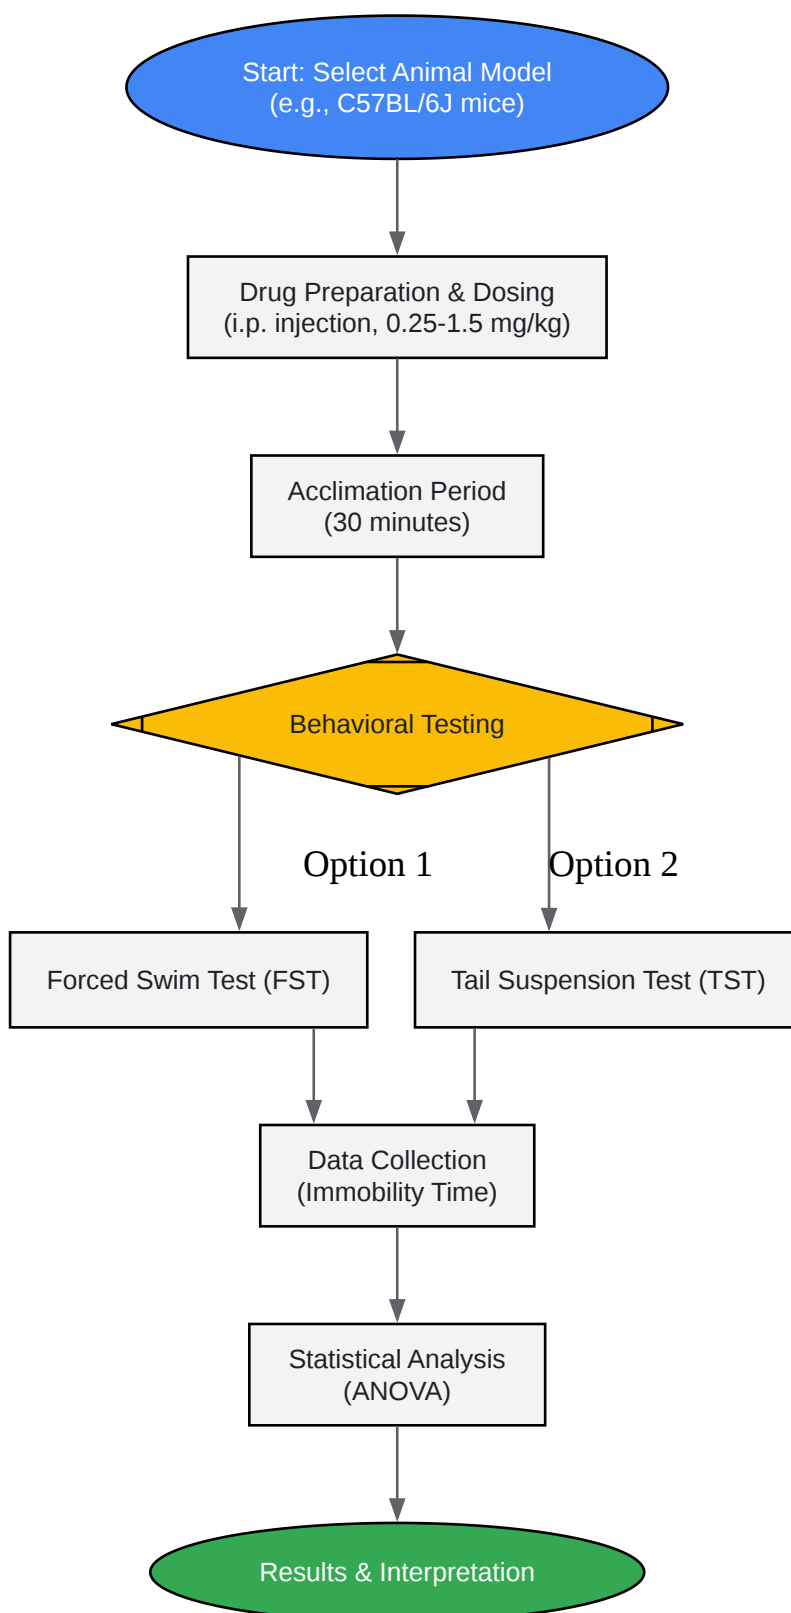 Start: Select Animal Model
(e.g., C57BL/6J mice)
Drug Preparation & Dosing
(i.p. injection, 0.25-1.5 mg/kg)
Acclimation Period
(30 minutes)
Behavioral Testing
Option 1
Option 2
Forced Swim Test (FST)
Tail Suspension Test (TST)
Data Collection
(Immobility Time)
Statistical Analysis
(ANOVA)
Results & Interpretation